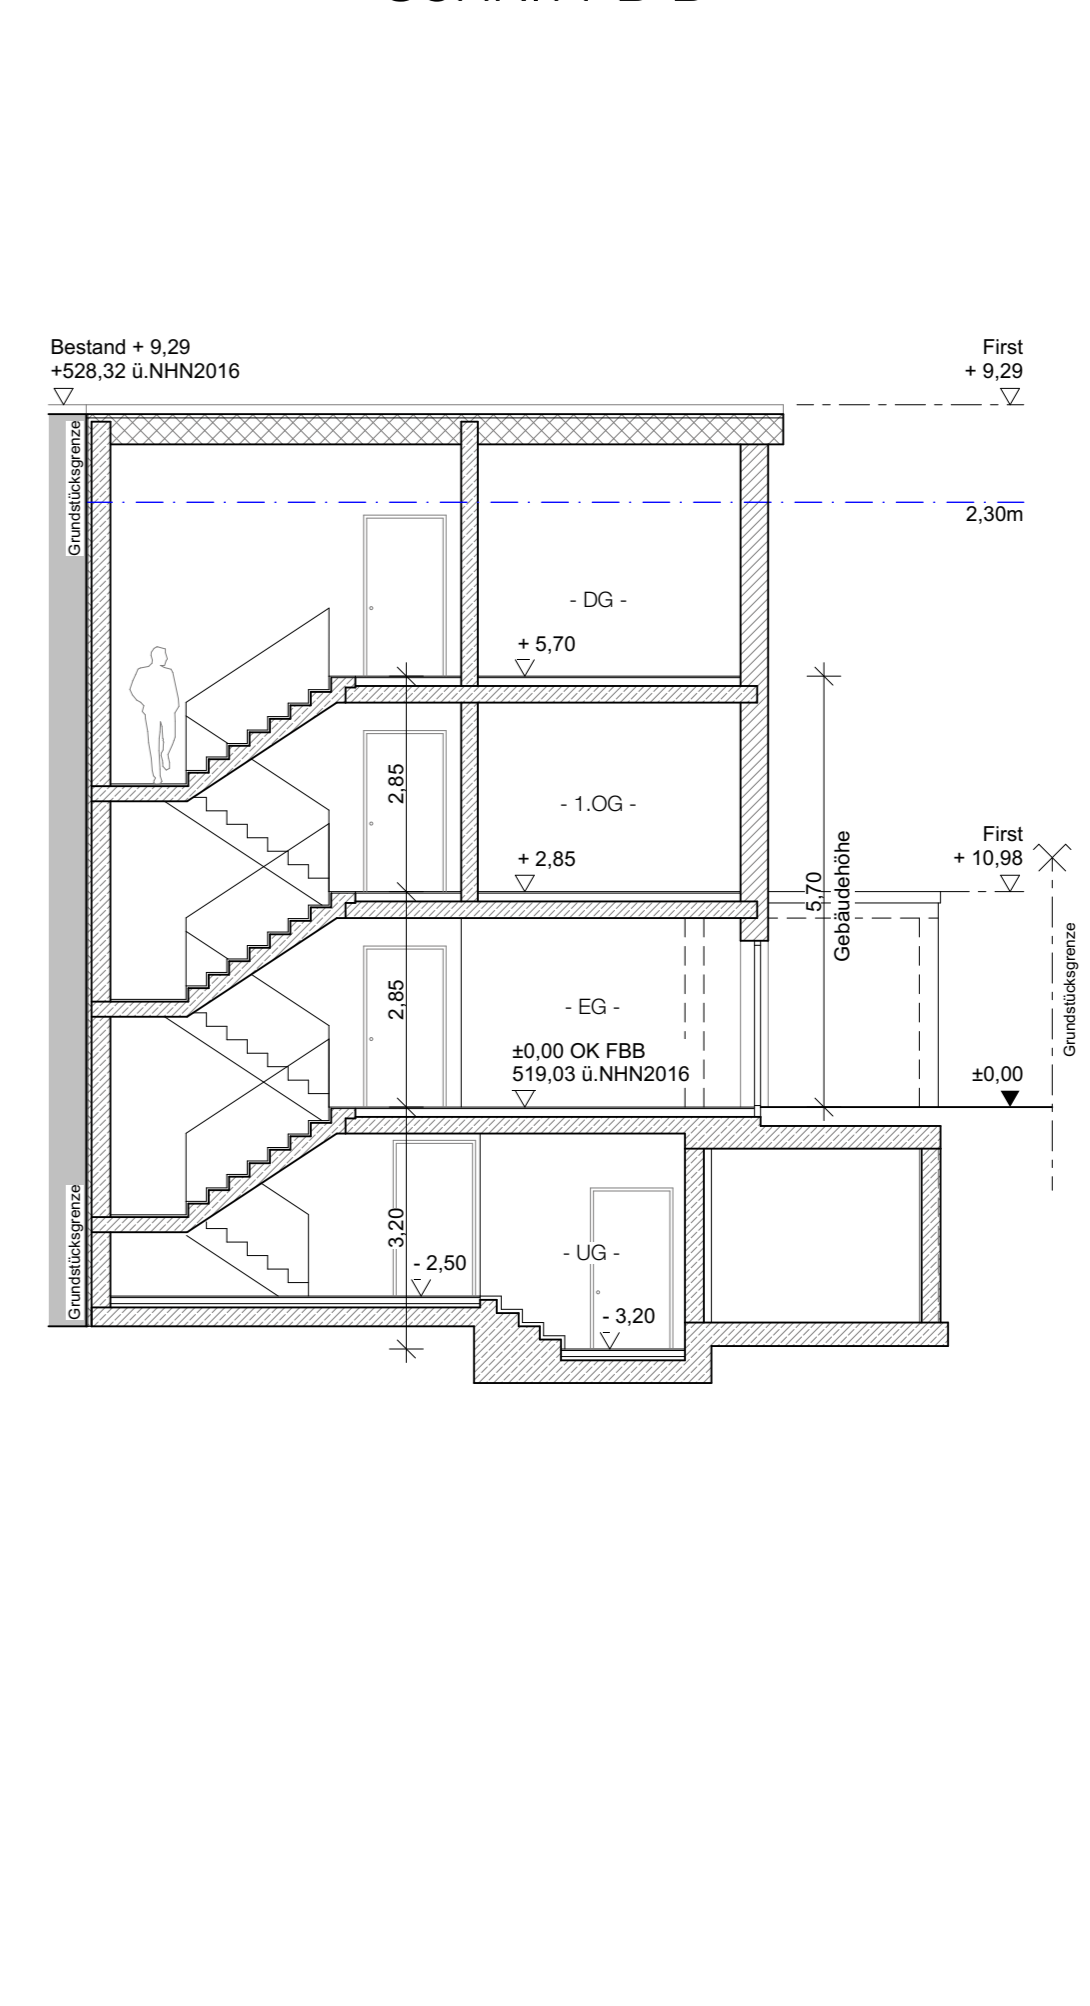 Bestand + 9,29
+528,32 ü.NHN2016
First
+ 9,29
Grundstücksgrenze
2,30m
- DG -
+ 5,70
2,85
- 1.OG -
+ 2,85
First
+ 10,98
5,70
Gebäudehöhe
Grundstücksgrenze
2,85
- EG -
±0,00 OK FBB
519,03 ü.NHN2016
±0,00
Grundstücksgrenze
3,20
- 2,50
- UG -
- 3,20